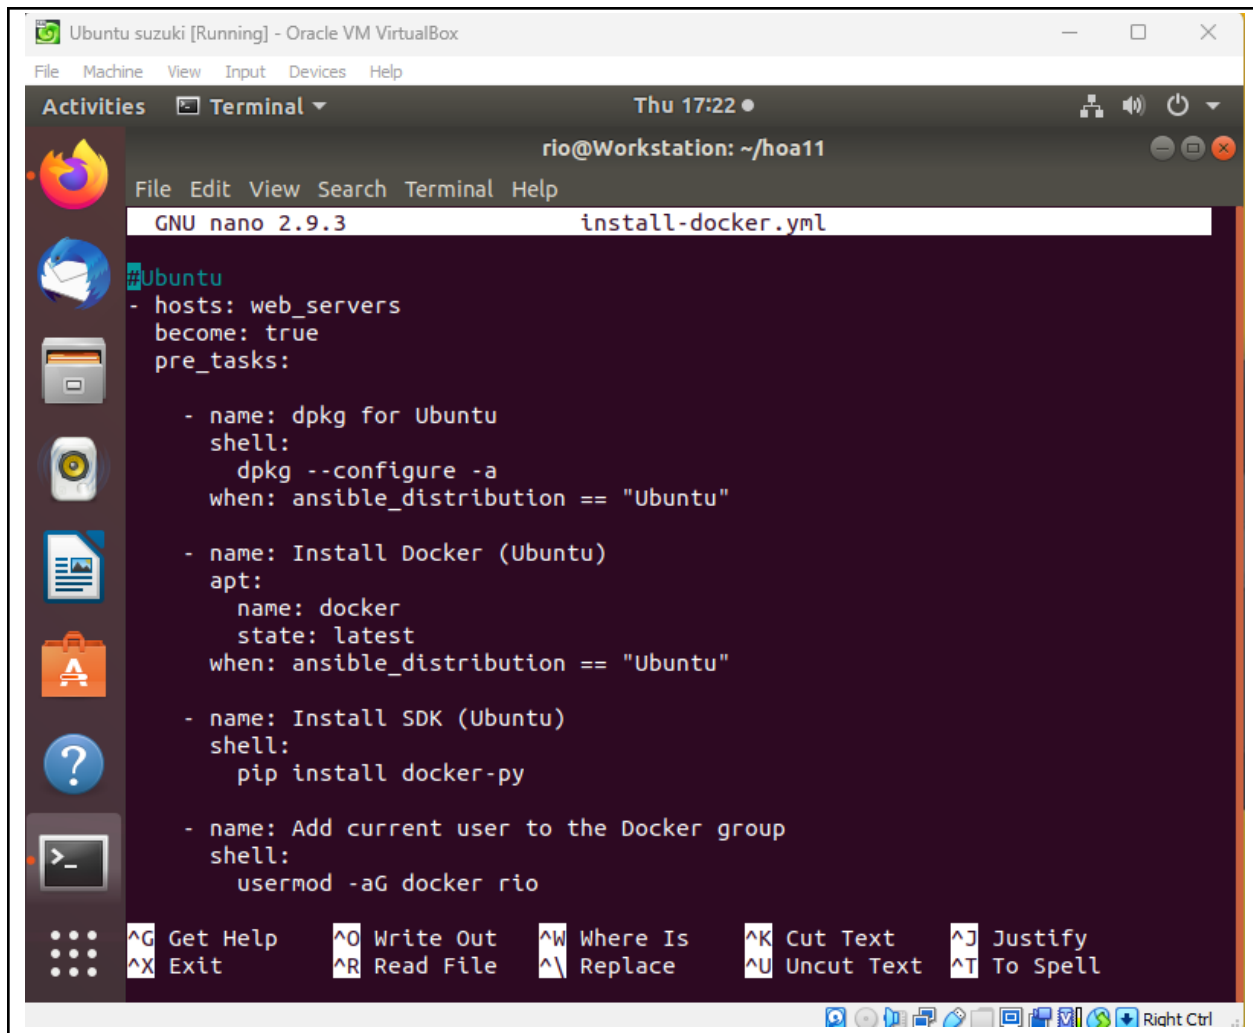 Ubuntu suzuki [Running] - Oracle VM VirtualBox
File Machine View Input Devices Help
Activities Terminal Thu 17:22
rio@Workstation: ~/hoa11
File Edit View Search Terminal Help
GNU nano 2.9.3 install-docker.yml
#Ubuntu
- hosts: web_servers
  become: true
  pre_tasks:
    - name: dpkg for Ubuntu
      shell:
        dpkg --configure -a
      when: ansible_distribution == "Ubuntu"
    - name: Install Docker (Ubuntu)
      apt:
        name: docker
        state: latest
      when: ansible_distribution == "Ubuntu"
    - name: Install SDK (Ubuntu)
      shell:
        pip install docker-py
    - name: Add current user to the Docker group
      shell:
        usermod -aG docker rio
^G Get Help ^O Write Out ^W Where Is ^K Cut Text ^J Justify
^X Exit ^R Read File ^\ Replace ^U Uncut Text ^T To Spell
Right Ctrl